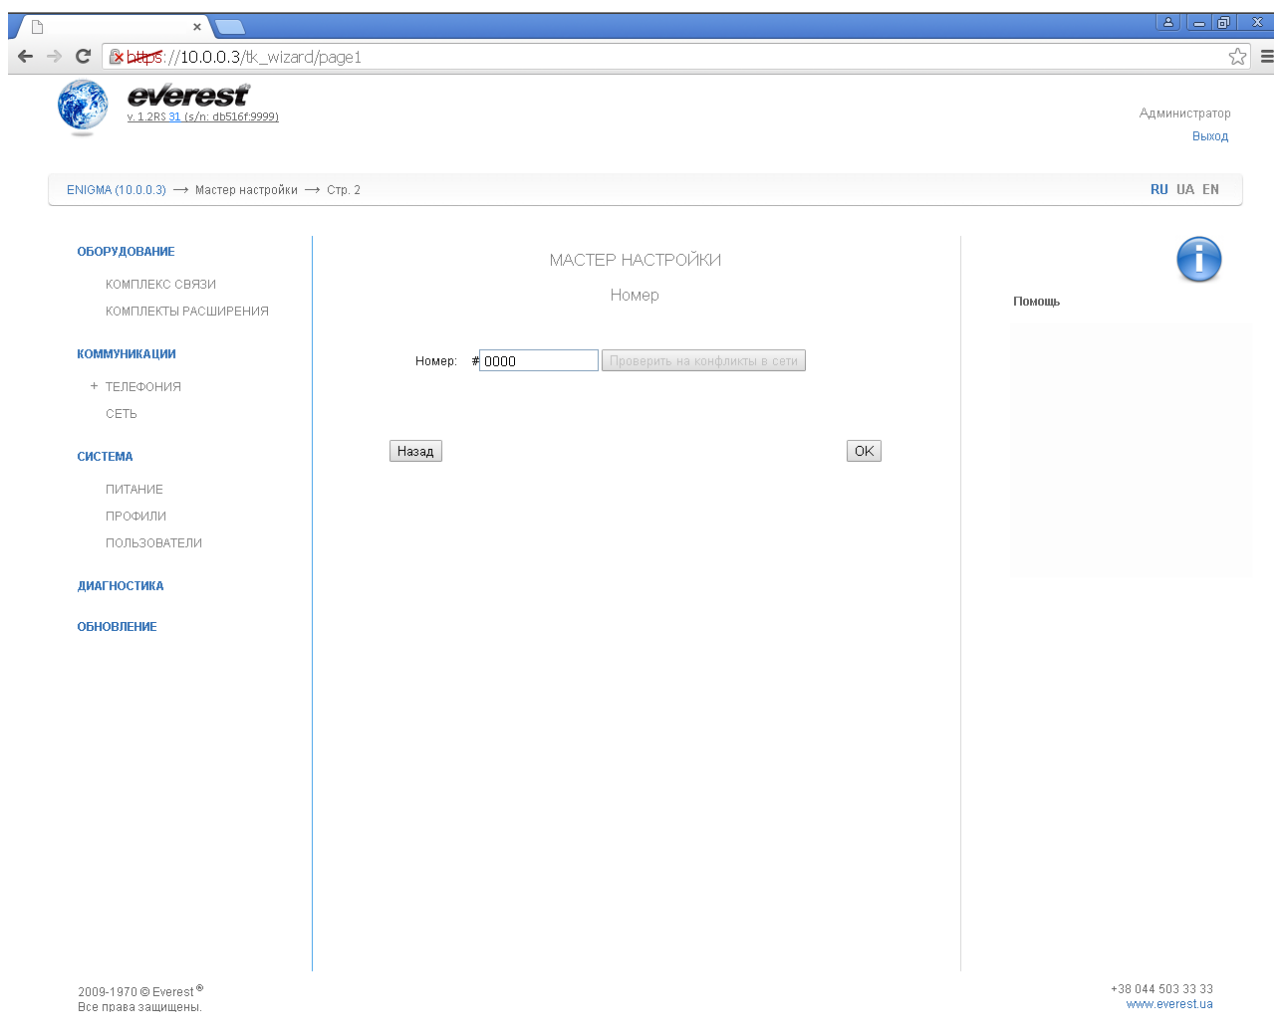 https://10.0.0.3/tk_wizard/page1
everest
v. 1.2RS 31 (s/n: db516f:9999)
Администратор
Выход
ENIGMA (10.0.0.3) → Мастер настройки → Стр. 2
RU UA EN
ОБОРУДОВАНИЕ
КОМПЛЕКС СВЯЗИ
КОМПЛЕКТЫ РАСШИРЕНИЯ
КОММУНИКАЦИИ
+ ТЕЛЕФОНИЯ
СЕТЬ
СИСТЕМА
ПИТАНИЕ
ПРОФИЛИ
ПОЛЬЗОВАТЕЛИ
ДИАГНОСТИКА
ОБНОВЛЕНИЕ
МАСТЕР НАСТРОЙКИ
Номер
Номер: #0000 Проверить на конфликты в сети
Назад OK
Помощь
2009-1970 © Everest ®
Все права защищены.
+38 044 503 33 33
www.everest.ua